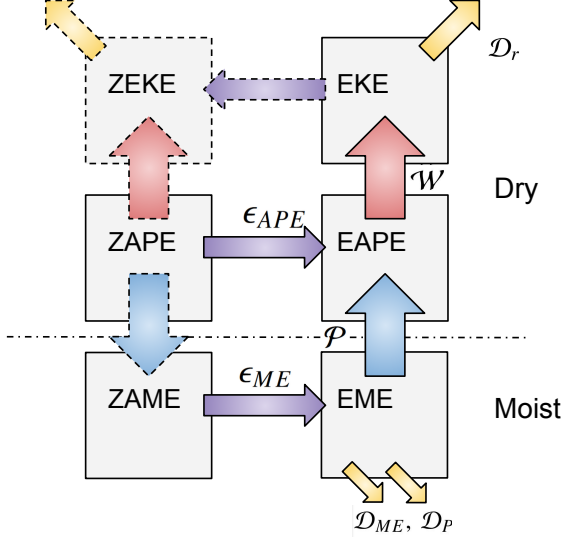 𝒟r
ZEKE EKE
𝒲
Dry
ϵAPE
ZAPE EAPE
𝒫
ϵME
ZAME EME
Moist
𝒟ME, 𝒟P